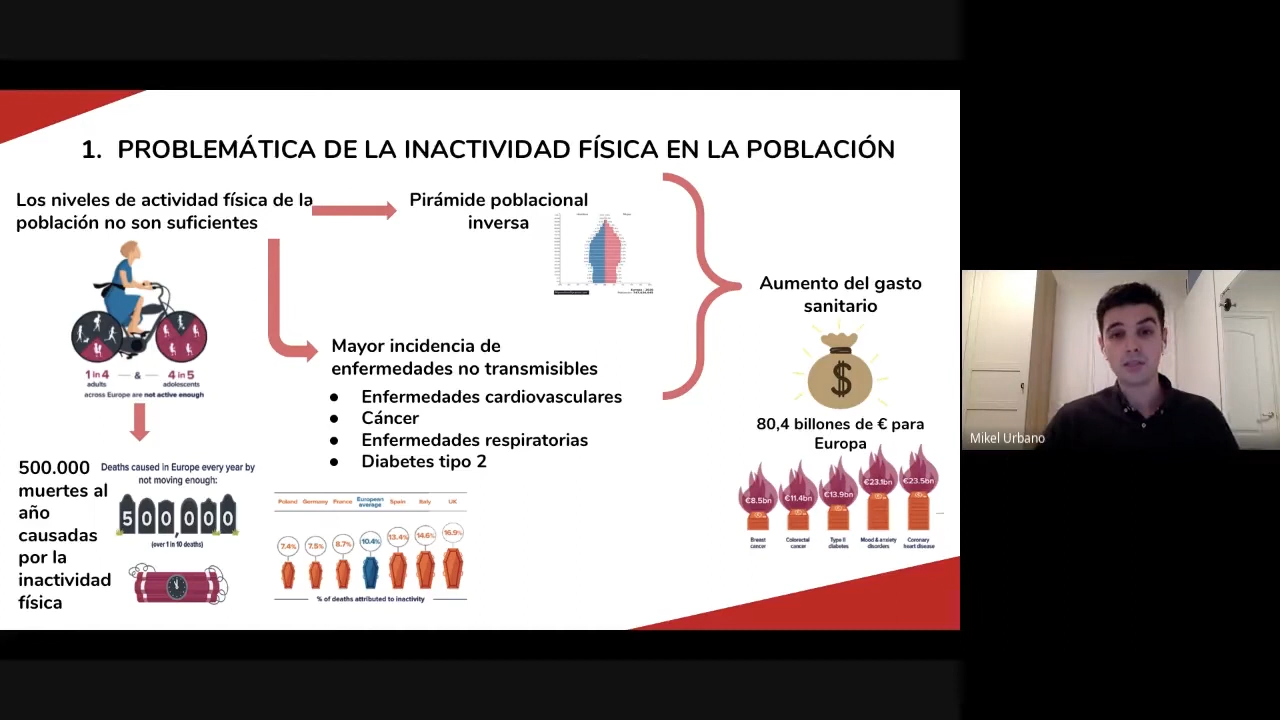 1. PROBLEMÁTICA DE LA INACTIVIDAD FÍSICA EN LA POBLACIÓN
Los niveles de actividad física de la
población no son suficientes
Pirámide poblacional
inversa
1 in 4
adults
&
4 in 5
adolescents
across Europe are not active enough
Mayor incidencia de
enfermedades no transmisibles
● Enfermedades cardiovasculares
● Cáncer
● Enfermedades respiratorias
● Diabetes tipo 2
500.000
muertes al
año
causadas
por la
inactividad
física
Deaths caused in Europe every year by
not moving enough:
500,000
(over 1 in 10 deaths)
Poland Germany France European average Spain Italy UK
7.4% 7.5% 8.7% 10.4% 13.4% 14.6% 16.9%
% of deaths attributed to inactivity
Aumento del gasto
sanitario
$
80,4 billones de € para
Europa
€8.5bn €11.4bn €13.9bn €23.1bn €23.5bn
Breast cancer
Colorectal cancer
Type II diabetes
Mood & anxiety disorders
Coronary heart disease
Mikel Urbano